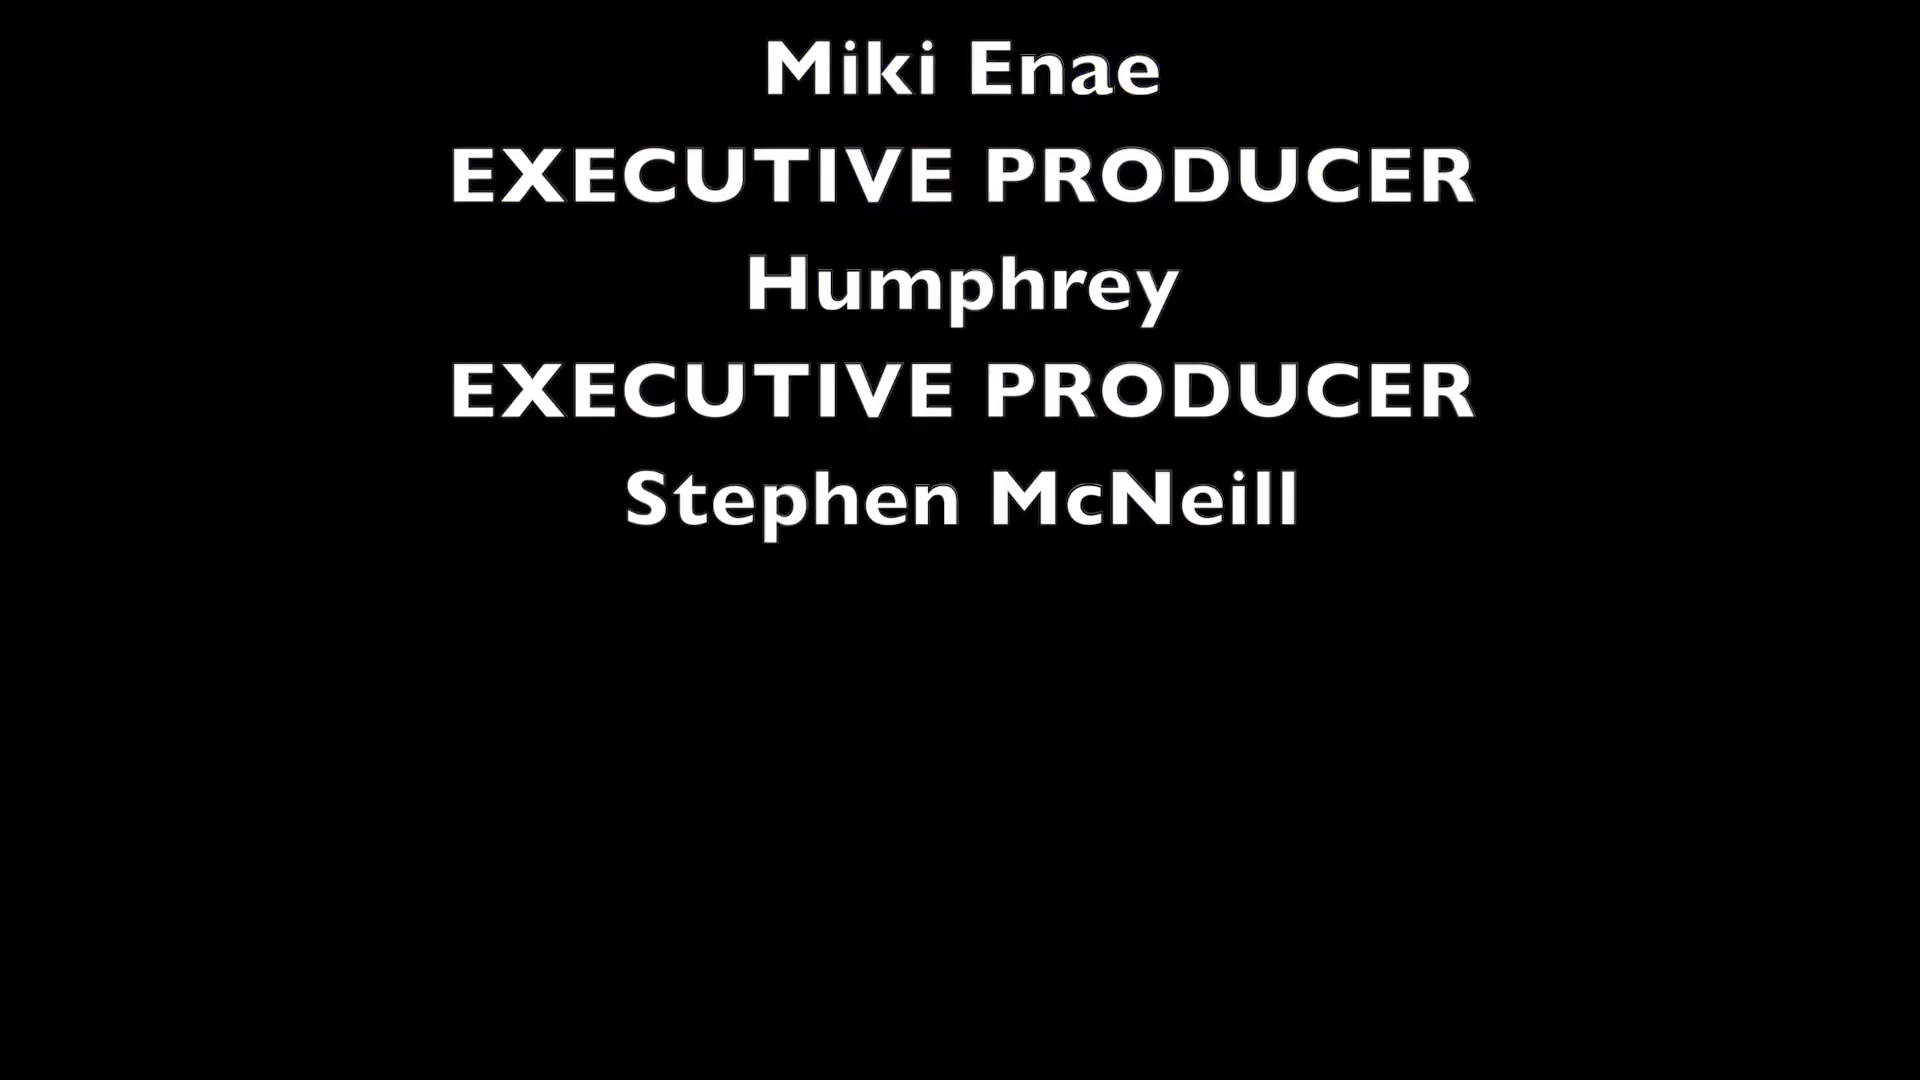 Miki Enae
EXECUTIVE PRODUCER
Humphrey
EXECUTIVE PRODUCER
Stephen McNeill